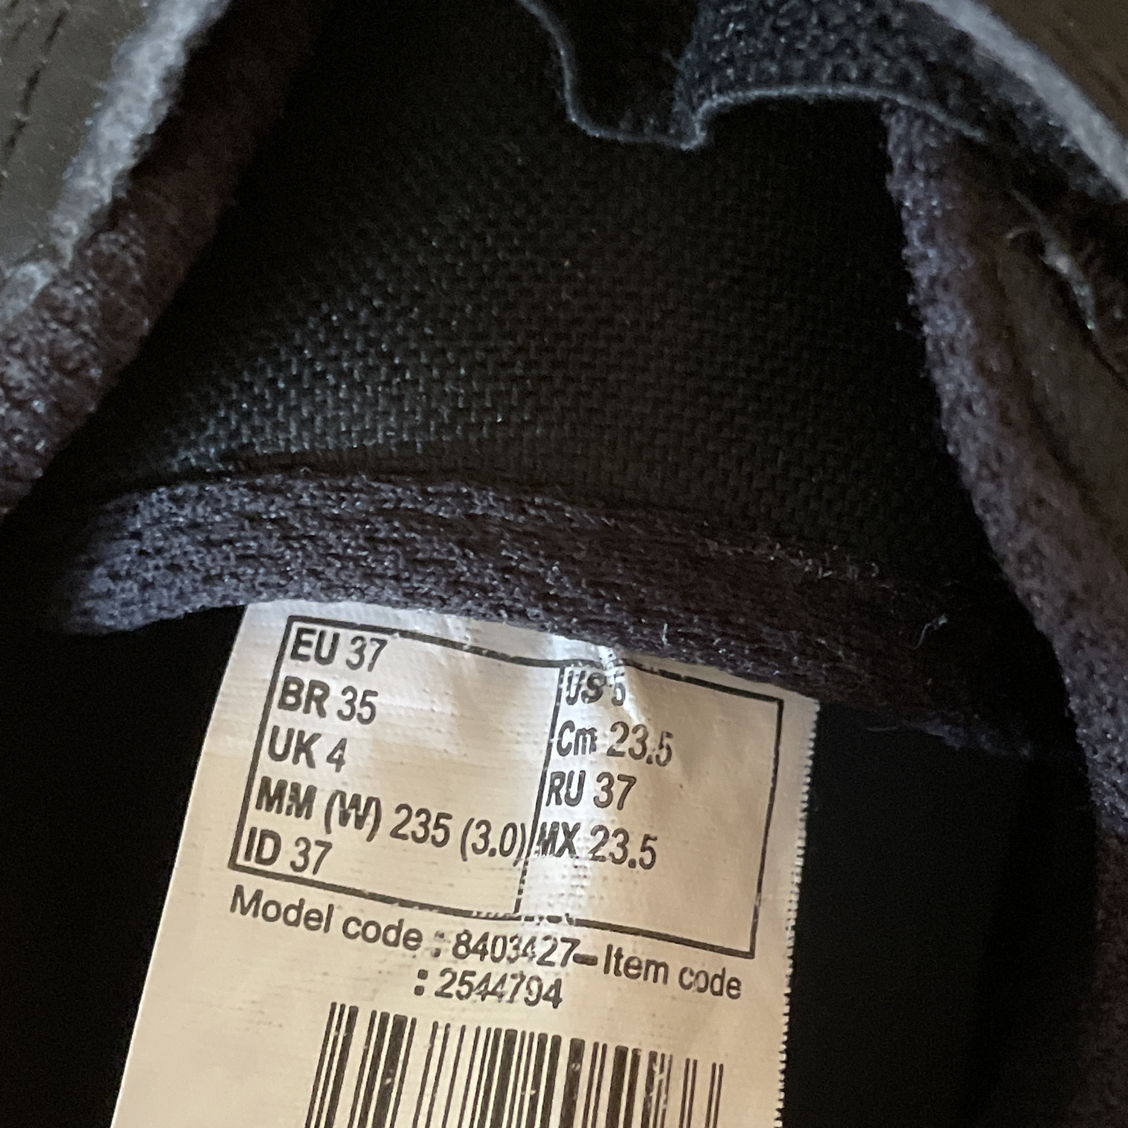 EU 37
BR 35
UK 4
MM (W) 235 (3.0)
ID 37
US 5
Cm 23.5
RU 37
MX 23.5
Model code : 8403427-Item code
: 2544794